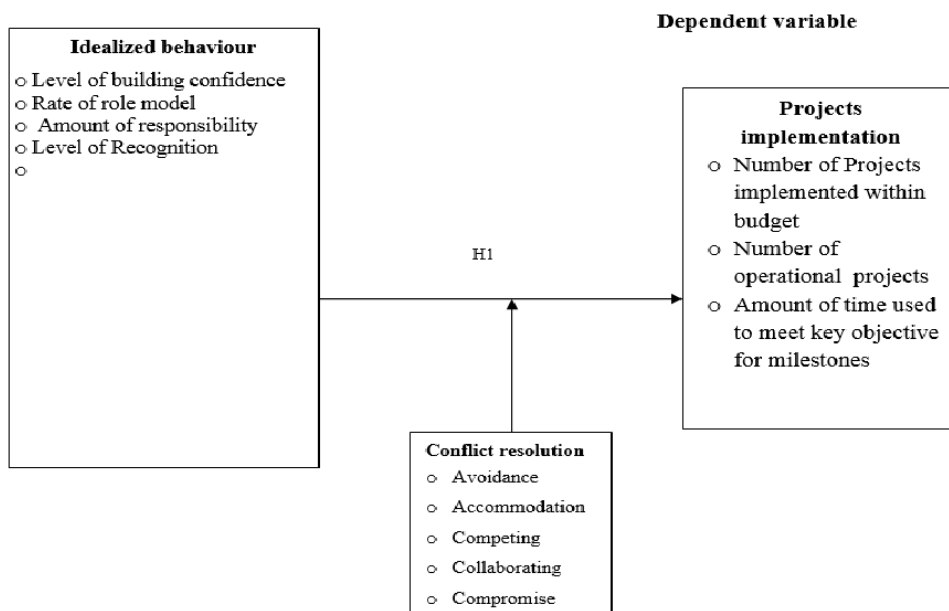 Dependent variable
Idealized behaviour
o Level of building confidence
o Rate of role model
o Amount of responsibility
o Level of Recognition
o
Projects
implementation
o Number of Projects
implemented within
budget
o Number of
operational projects
o Amount of time used
to meet key objective
for milestones
H1
Conflict resolution
o Avoidance
o Accommodation
o Competing
o Collaborating
o Compromise